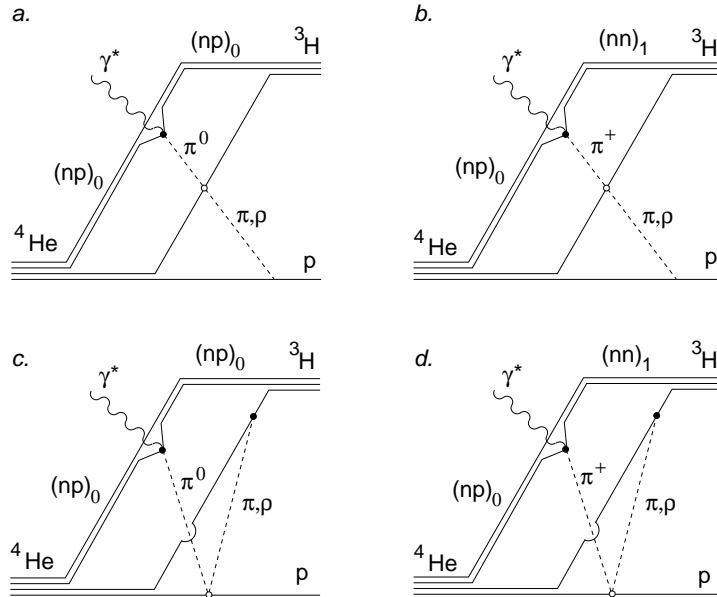 a.
(np)₀
³H
γ*
π⁰
(np)₀
π,ρ
⁴He
p
b.
(nn)₁
³H
γ*
π⁺
(np)₀
π,ρ
⁴He
p
c.
(np)₀
³H
γ*
π⁰
(np)₀
π,ρ
⁴He
p
d.
(nn)₁
³H
γ*
π⁺
(np)₀
π,ρ
⁴He
p